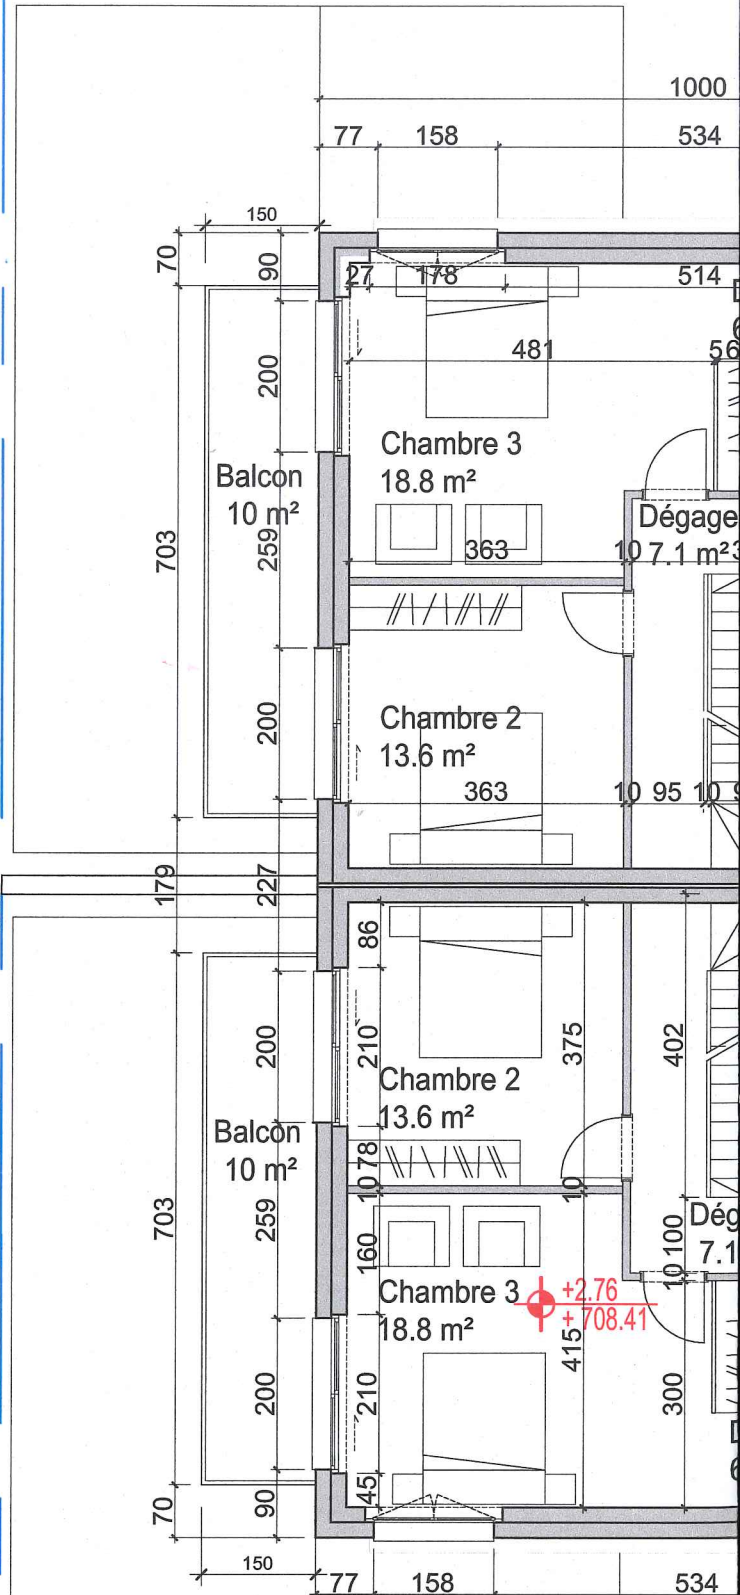 1000
77 158 534
150
70
90
27 178 514
481 56
200
Chambre 3
18.8 m²
Balcon
10 m²
Dégage
7.1 m²
363 10
703
259
Chambre 2
13.6 m²
200
363 10 95 10
179
227
86
200
210
375
402
Chambre 2
13.6 m²
Balcon
10 m²
78
10
10
703
259
160
100
10
Dég
7.1
Chambre 3
18.8 m²
+2.76
+ 708.41
415
200
210
300
45
70
90
150
77 158 534